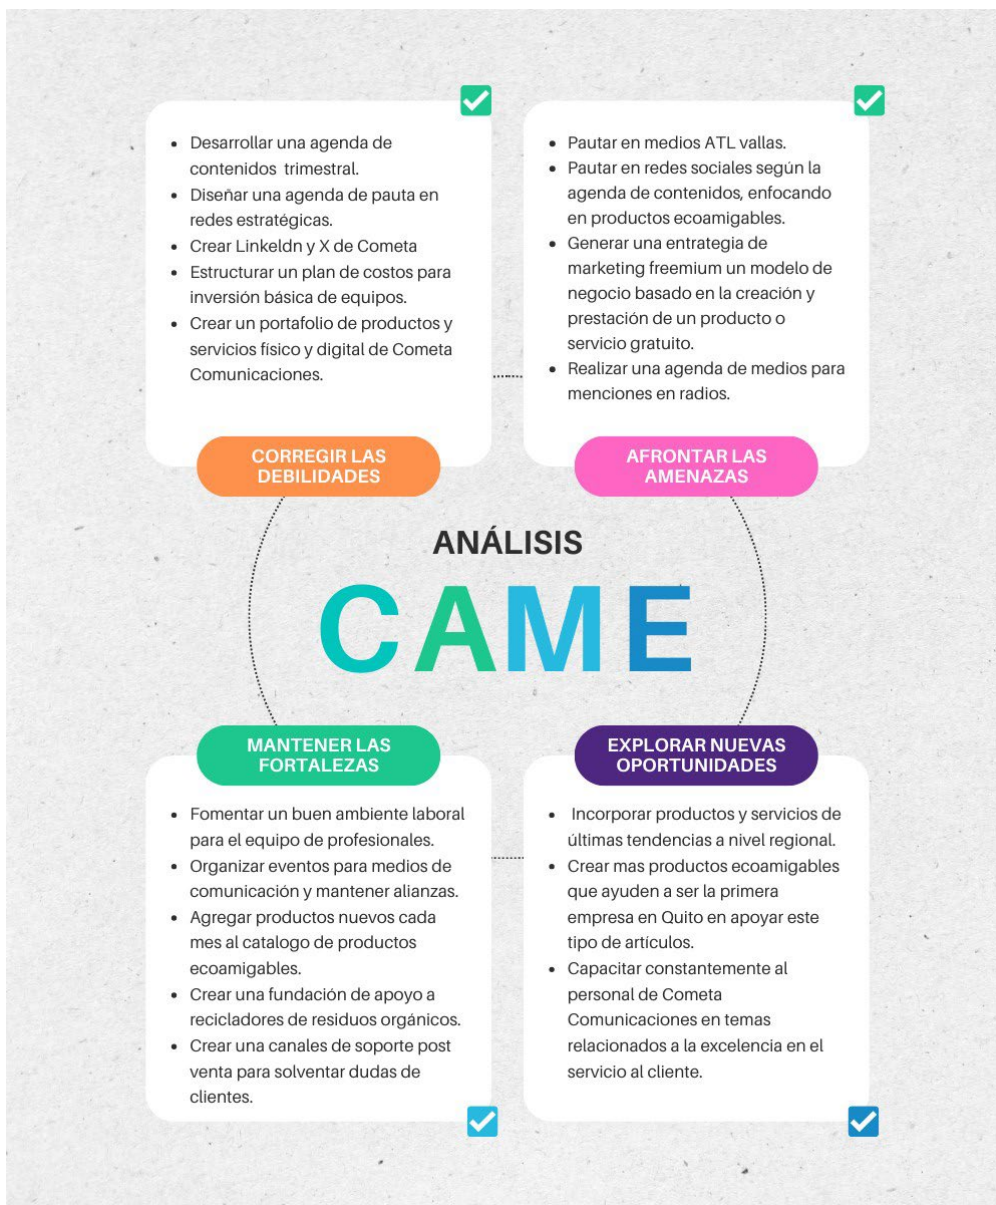 • Desarrollar una agenda de
contenidos trimestral.
• Diseñar una agenda de pauta en
redes estratégicas.
• Crear Linkeldn y X de Cometa
• Estructurar un plan de costos para
inversión básica de equipos.
• Crear un portafolio de productos y
servicios físico y digital de Cometa
Comunicaciones.
CORREGIR LAS
DEBILIDADES
• Pautar en medios ATL vallas.
• Pautar en redes sociales según la
agenda de contenidos, enfocando
en productos ecoamigables.
• Generar una entrategia de
marketing freemium un modelo de
negocio basado en la creación y
prestación de un producto o
servicio gratuito.
• Realizar una agenda de medios para
menciones en radios.
AFRONTAR LAS
AMENAZAS
ANÁLISIS
CAME
MANTENER LAS
FORTALEZAS
• Fomentar un buen ambiente laboral
para el equipo de profesionales.
• Organizar eventos para medios de
comunicación y mantener alianzas.
• Agregar productos nuevos cada
mes al catalogo de productos
ecoamigables.
• Crear una fundación de apoyo a
recicladores de residuos orgánicos.
• Crear una canales de soporte post
venta para solventar dudas de
clientes.
EXPLORAR NUEVAS
OPORTUNIDADES
• Incorporar productos y servicios de
últimas tendencias a nivel regional.
• Crear mas productos ecoamigables
que ayuden a ser la primera
empresa en Quito en apoyar este
tipo de artículos.
• Capacitar constantemente al
personal de Cometa
Comunicaciones en temas
relacionados a la excelencia en el
servicio al cliente.